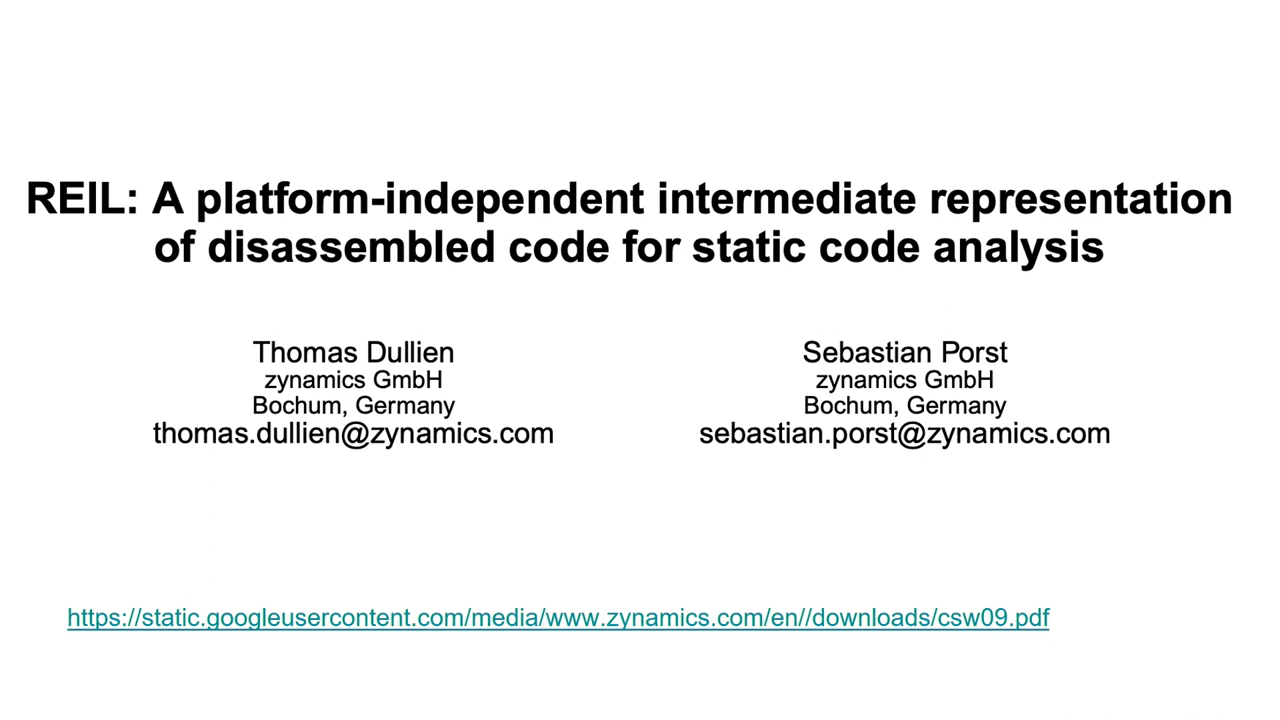 REIL: A platform-independent intermediate representation
of disassembled code for static code analysis
Thomas Dullien
zynamics GmbH
Bochum, Germany
thomas.dullien@zynamics.com
Sebastian Porst
zynamics GmbH
Bochum, Germany
sebastian.porst@zynamics.com
https://static.googleusercontent.com/media/www.zynamics.com/en//downloads/csw09.pdf